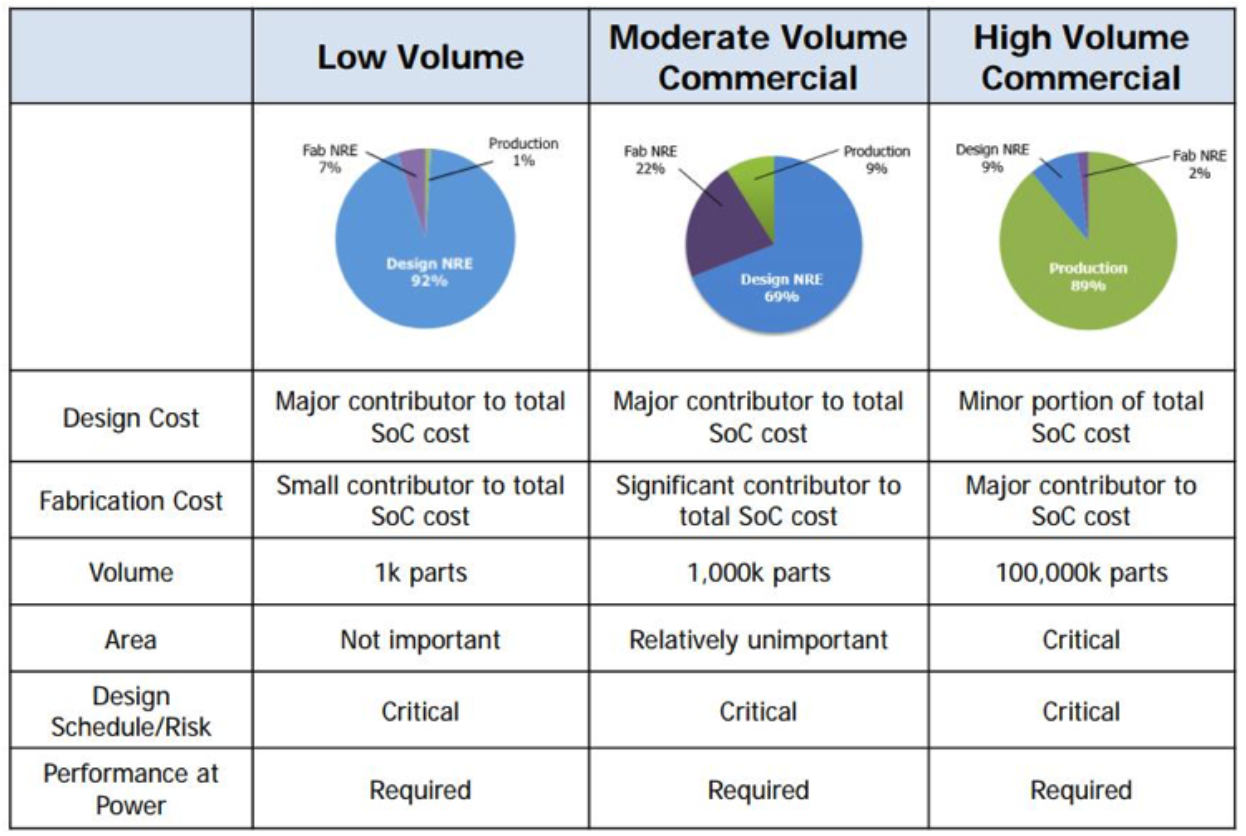 Low Volume
Moderate Volume
Commercial
High Volume
Commercial
Fab NRE
7%
Production
1%
Design NRE
92%
Fab NRE
22%
Production
9%
Design NRE
69%
Design NRE
9%
Fab NRE
2%
Production
89%
Design Cost
Major contributor to total
SoC cost
Major contributor to total
SoC cost
Minor portion of total
SoC cost
Fabrication Cost
Small contributor to total
SoC cost
Significant contributor to
total SoC cost
Major contributor to
SoC cost
Volume
1k parts
1,000k parts
100,000k parts
Area
Not important
Relatively unimportant
Critical
Design
Schedule/Risk
Critical
Critical
Critical
Performance at
Power
Required
Required
Required